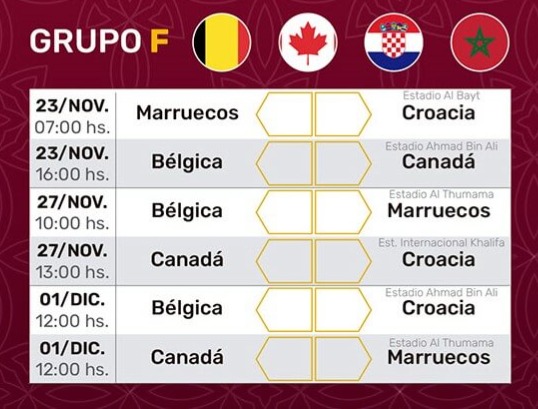 GRUPO F
23/NOV.
07:00 hs.
Marruecos
Estadio Al Bayt
Croacia
23/NOV.
16:00 hs.
Bélgica
Estadio Ahmad Bin Ali
Canadá
27/NOV.
10:00 hs.
Bélgica
Estadio Al Thumama
Marruecos
27/NOV.
13:00 hs.
Canadá
Est. Internacional Khalifa
Croacia
01/DIC.
12:00 hs.
Bélgica
Estadio Ahmad Bin Ali
Croacia
01/DIC.
12:00 hs.
Canadá
Estadio Al Thumama
Marruecos